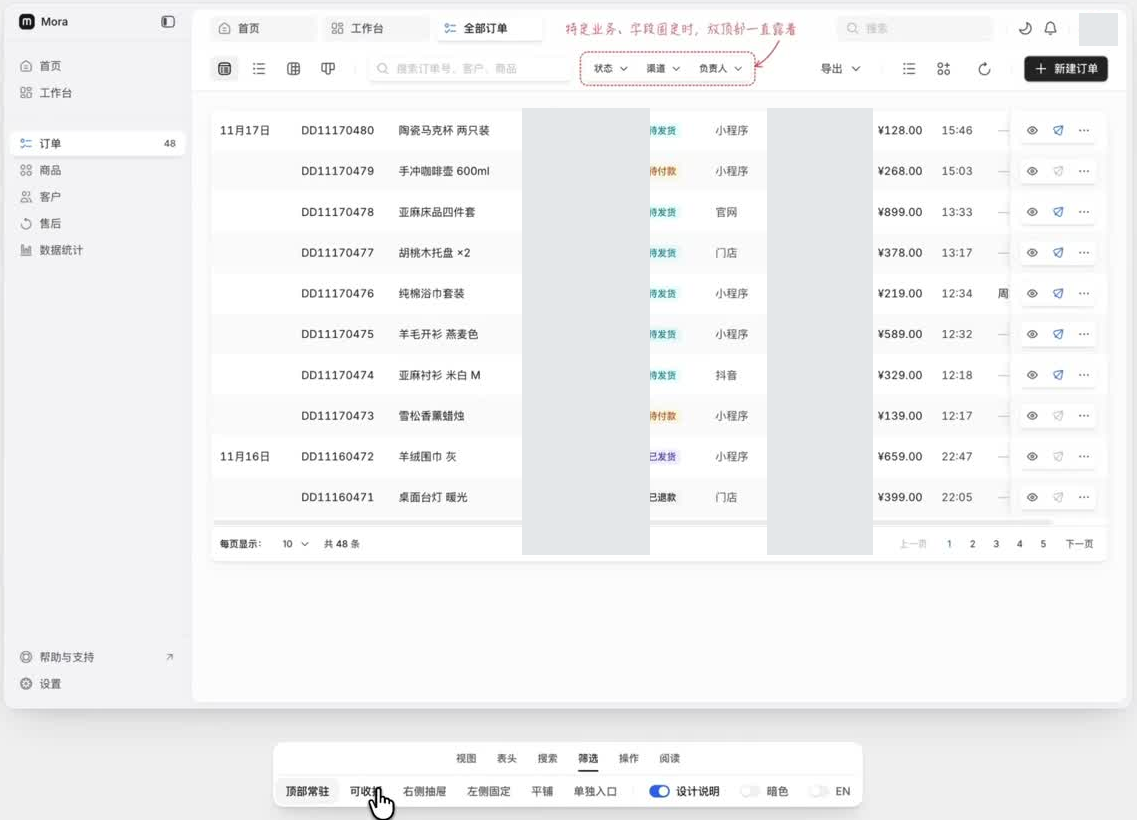 Mora
首页
工作台
订单 48
商品
客户
售后
数据统计
帮助与支持
设置
首页 工作台 全部订单 特定业务、字段固定时，放顶部一直露着 搜索
搜索订单号、客户、商品 状态 渠道 负责人 导出 新建订单
11月17日 DD11170480 陶瓷马克杯 两只装 待发货 小程序 ¥128.00 15:46
DD11170479 手冲咖啡壶 600ml 待付款 小程序 ¥268.00 15:03
DD11170478 亚麻床品四件套 待发货 官网 ¥899.00 13:33
DD11170477 胡桃木托盘 ×2 待发货 门店 ¥378.00 13:17
DD11170476 纯棉浴巾套装 待发货 小程序 ¥219.00 12:34 周
DD11170475 羊毛开衫 燕麦色 待发货 小程序 ¥589.00 12:32
DD11170474 亚麻衬衫 米白 M 待发货 抖音 ¥329.00 12:18
DD11170473 雪松香薰蜡烛 待付款 小程序 ¥139.00 12:17
11月16日 DD11160472 羊绒围巾 灰 已发货 小程序 ¥659.00 22:47
DD11160471 桌面台灯 暖光 已退款 门店 ¥399.00 22:05
每页显示： 10 共 48 条 上一页 1 2 3 4 5 下一页
视图 表头 搜索 筛选 操作 阅读
顶部常驻 可收 右侧抽屉 左侧固定 平铺 单独入口 设计说明 暗色 EN